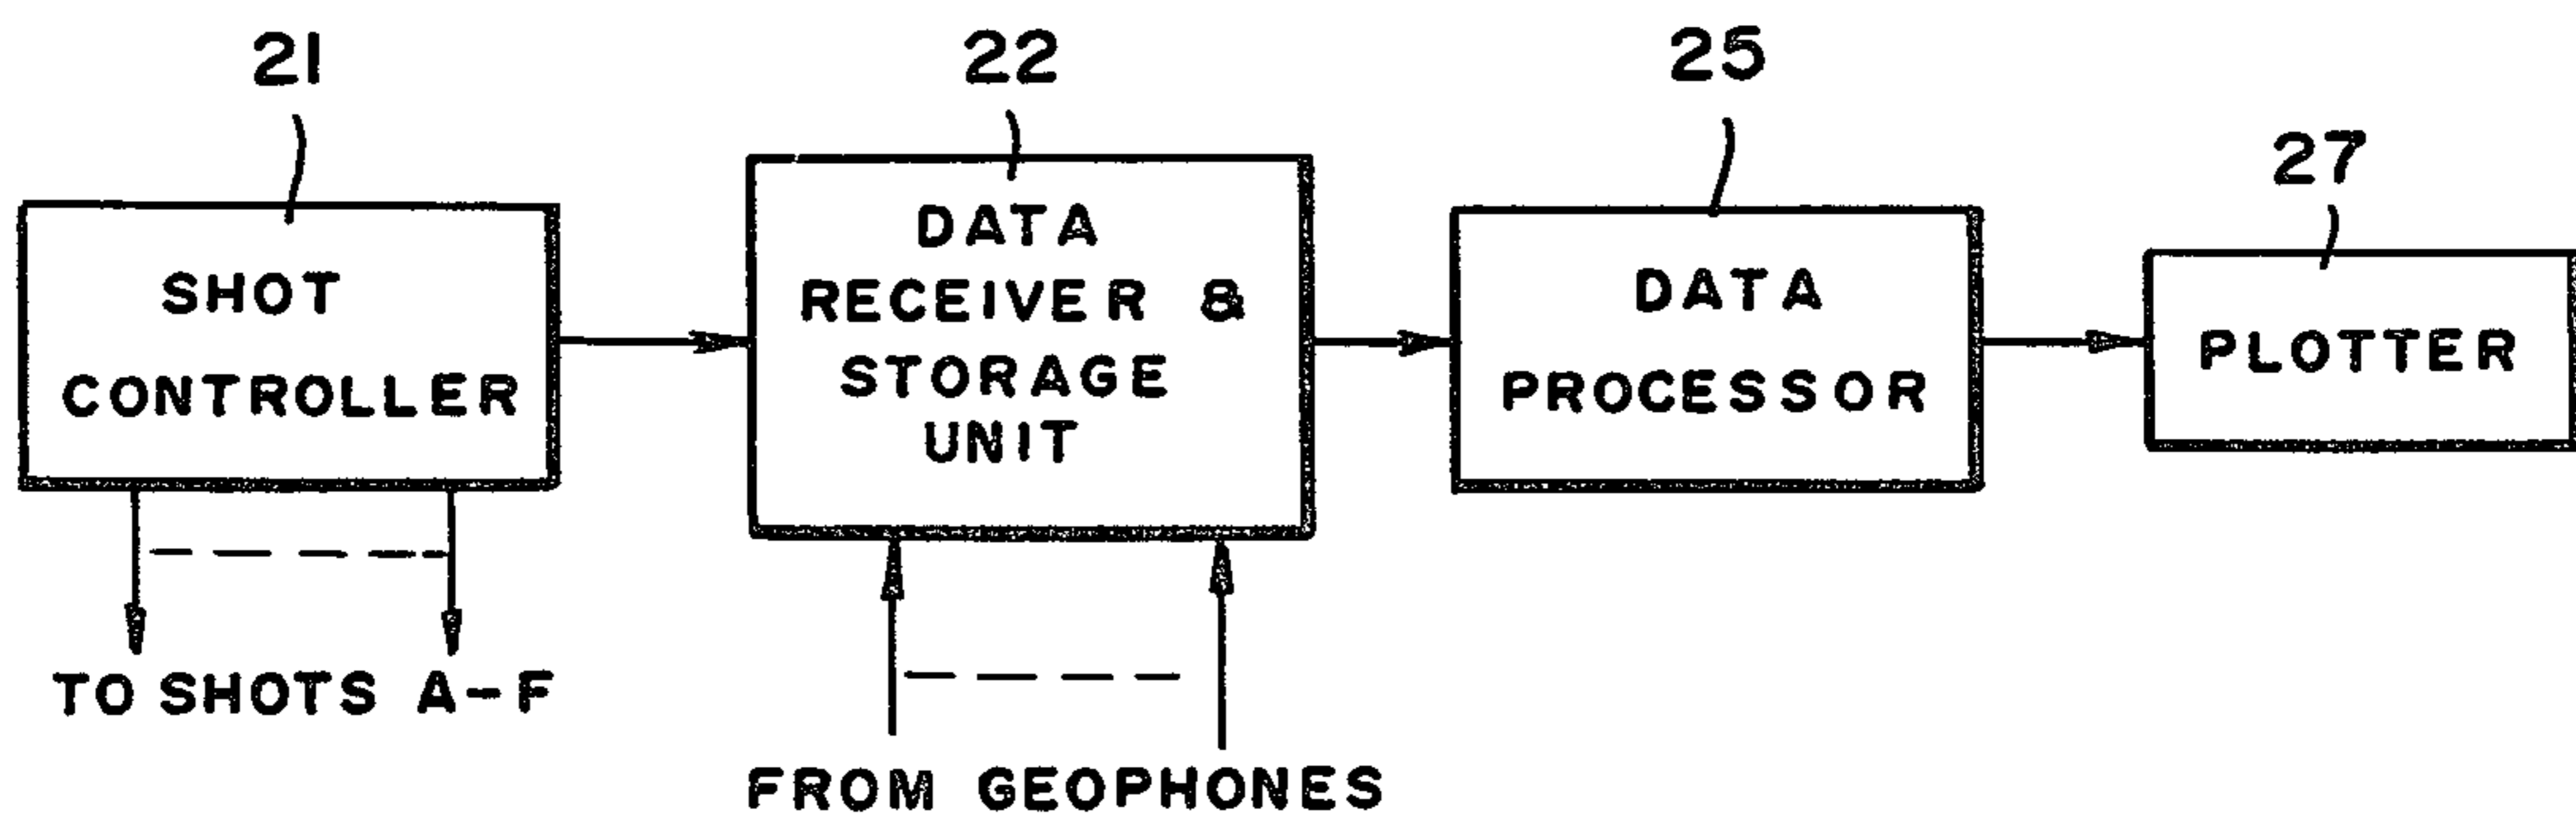 21
22
25
27
SHOT
CONTROLLER
DATA
RECEIVER &
STORAGE
UNIT
DATA
PROCESSOR
PLOTTER
TO SHOTS A-F
FROM GEOPHONES